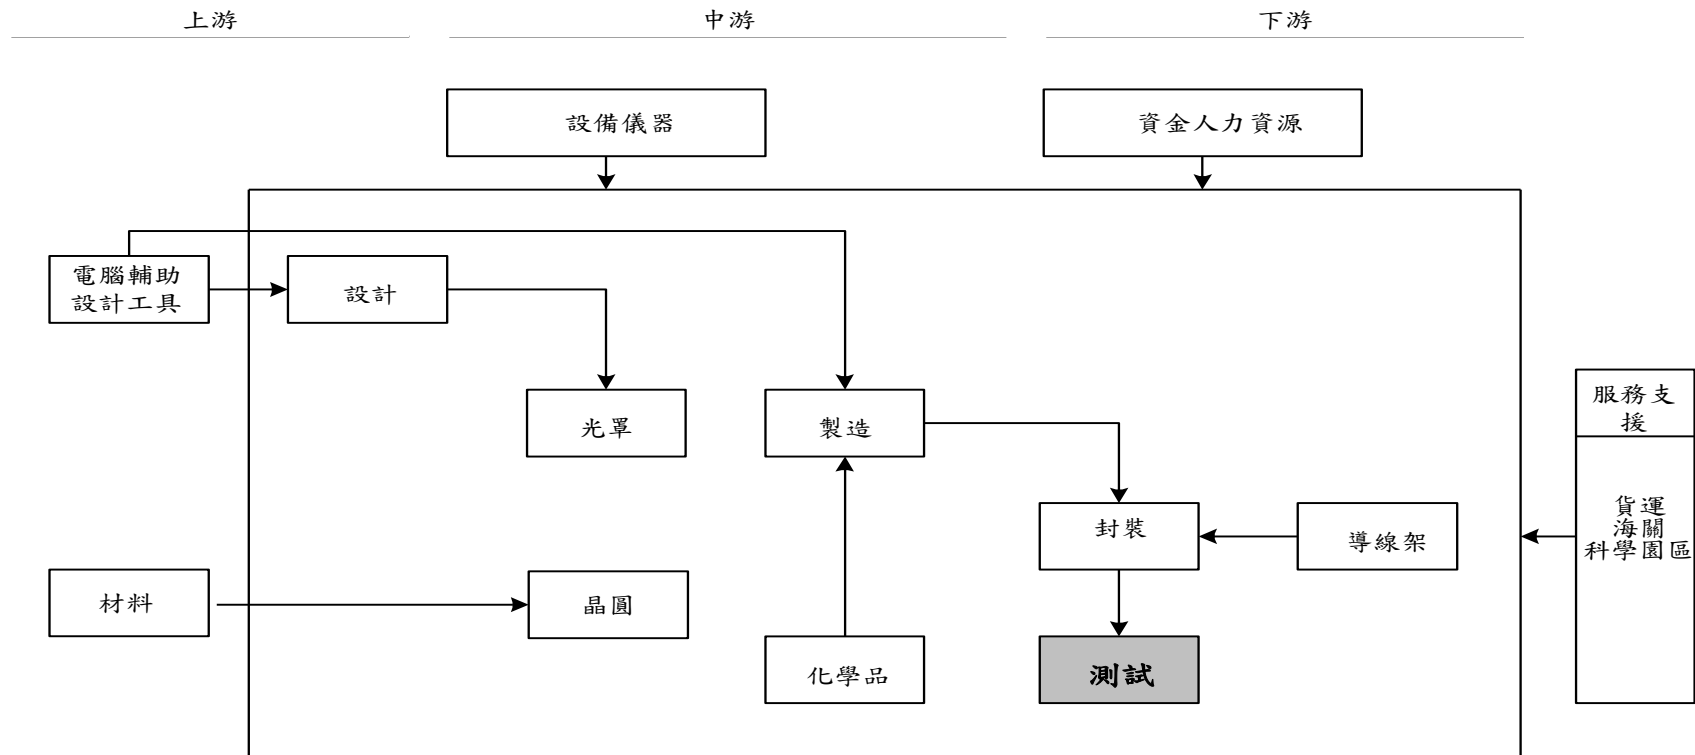 上游
中游
下游
設備儀器
資金人力資源
電腦輔助
設計工具
設計
光罩
製造
服務支
援
封裝
導線架
貨運
海關
科學園區
材料
晶圓
化學品
測試